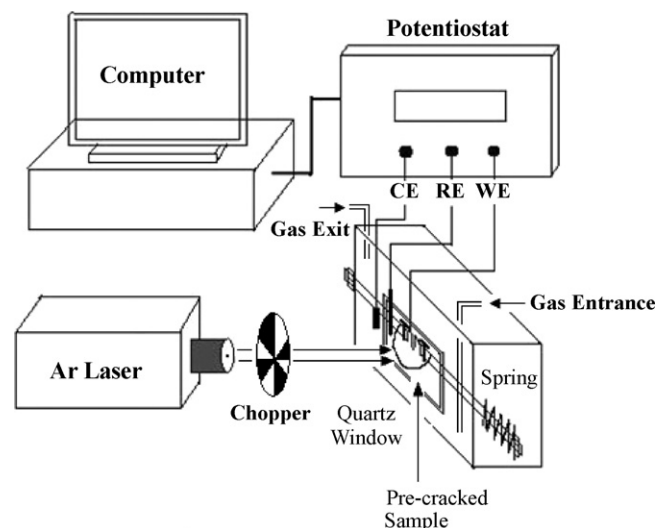 Potentiostat
Computer
CE RE WE
Gas Exit
Gas Entrance
Ar Laser
Chopper
Quartz
Window
Spring
Pre-cracked
Sample